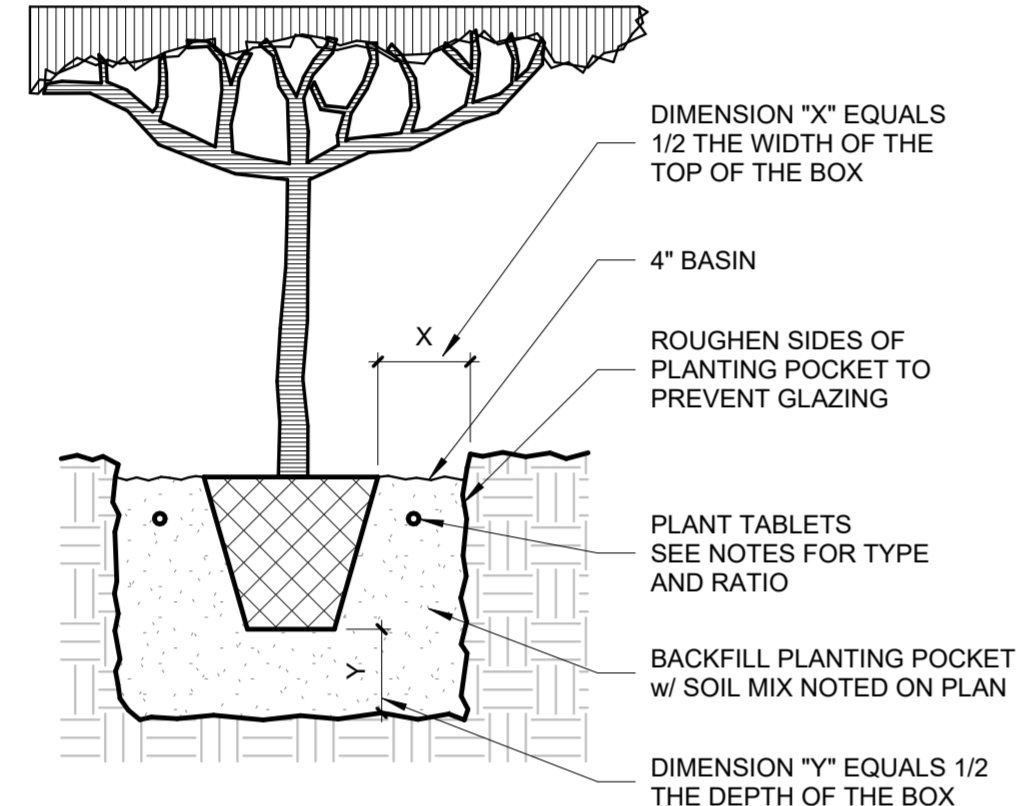 DIMENSION "X" EQUALS
1/2 THE WIDTH OF THE
TOP OF THE BOX
4" BASIN
X
ROUGHEN SIDES OF
PLANTING POCKET TO
PREVENT GLAZING
PLANT TABLETS
SEE NOTES FOR TYPE
AND RATIO
Y
BACKFILL PLANTING POCKET
w/ SOIL MIX NOTED ON PLAN
DIMENSION "Y" EQUALS 1/2
THE DEPTH OF THE BOX